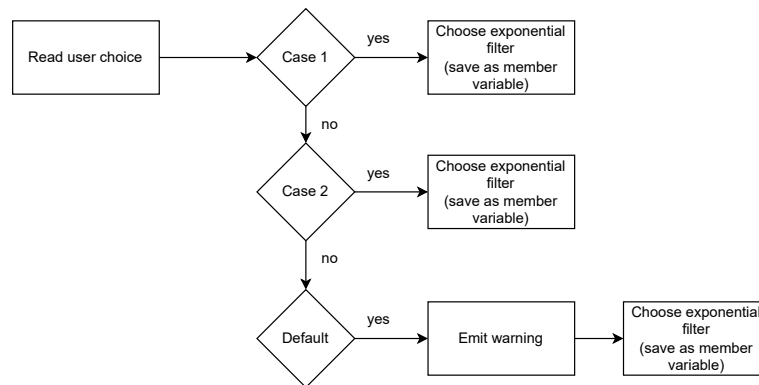 Read user choice
Case 1
yes
Choose exponential
filter
(save as member
variable)
no
Case 2
yes
Choose exponential
filter
(save as member
variable)
no
Default
yes
Emit warning
Choose exponential
filter
(save as member
variable)